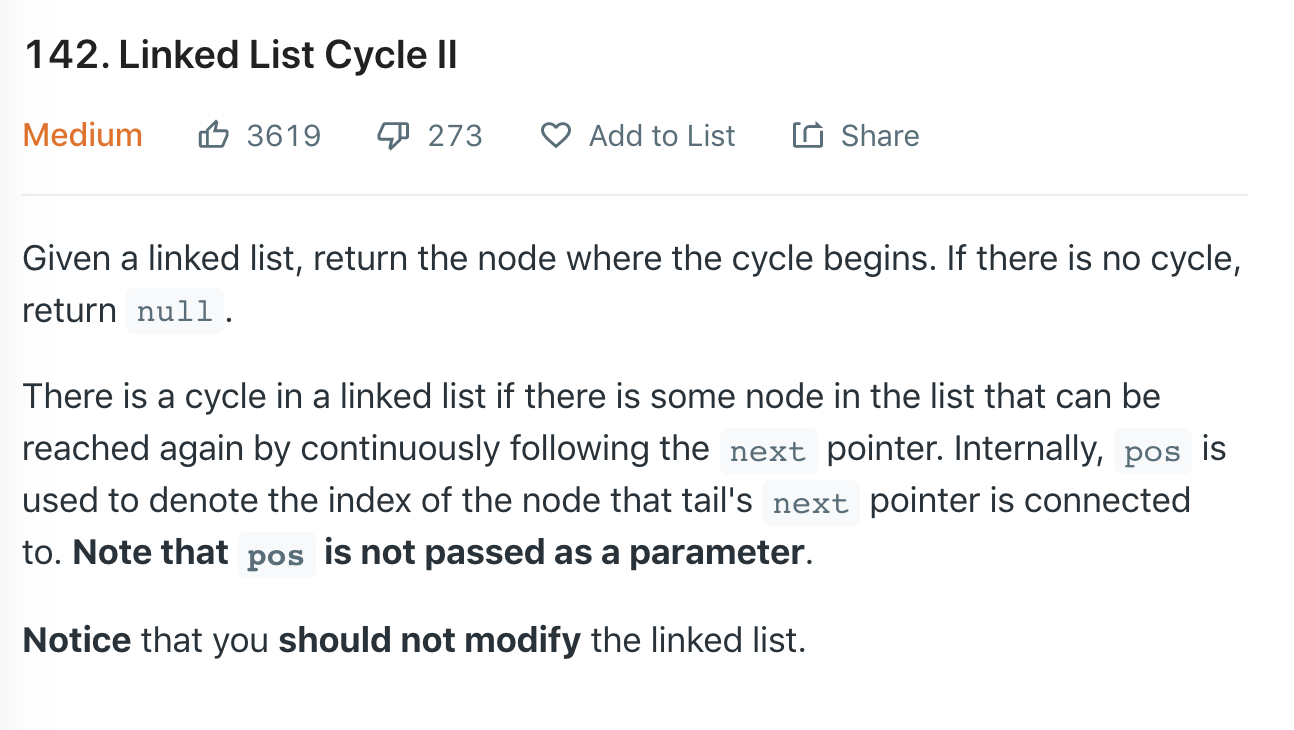 142. Linked List Cycle II
Medium 3619 273 Add to List Share
Given a linked list, return the node where the cycle begins. If there is no cycle,
return null .
There is a cycle in a linked list if there is some node in the list that can be
reached again by continuously following the next pointer. Internally, pos is
used to denote the index of the node that tail's next pointer is connected
to. Note that pos is not passed as a parameter.
Notice that you should not modify the linked list.